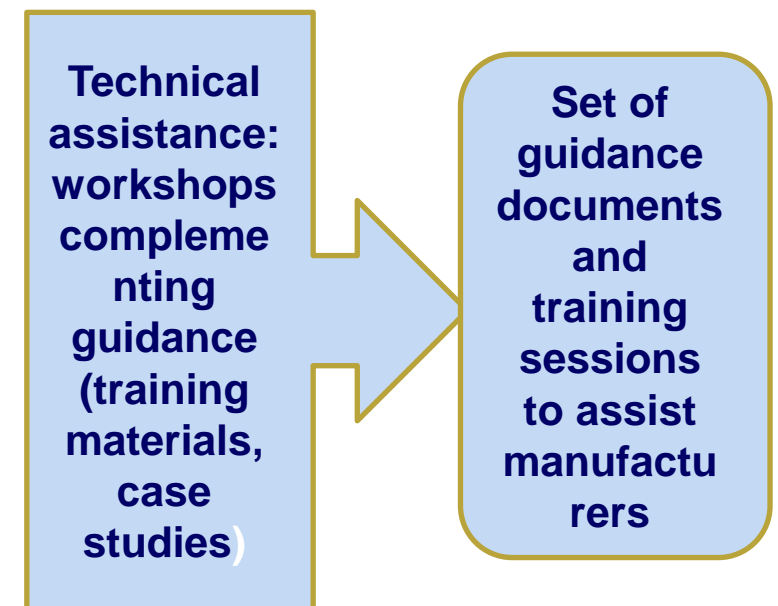 Technical
assistance:
workshops
compleme
nting
guidance
(training
materials,
case
studies)
Set of
guidance
documents
and
training
sessions
to assist
manufactu
rers